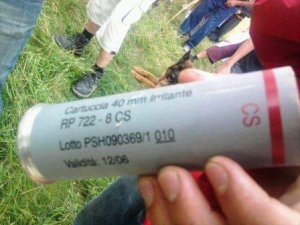 Cartuccia 40 mm Irritante
RP 722 - 8 CS
Lotto PSH090369/1 010
Validità: 12/06
CS